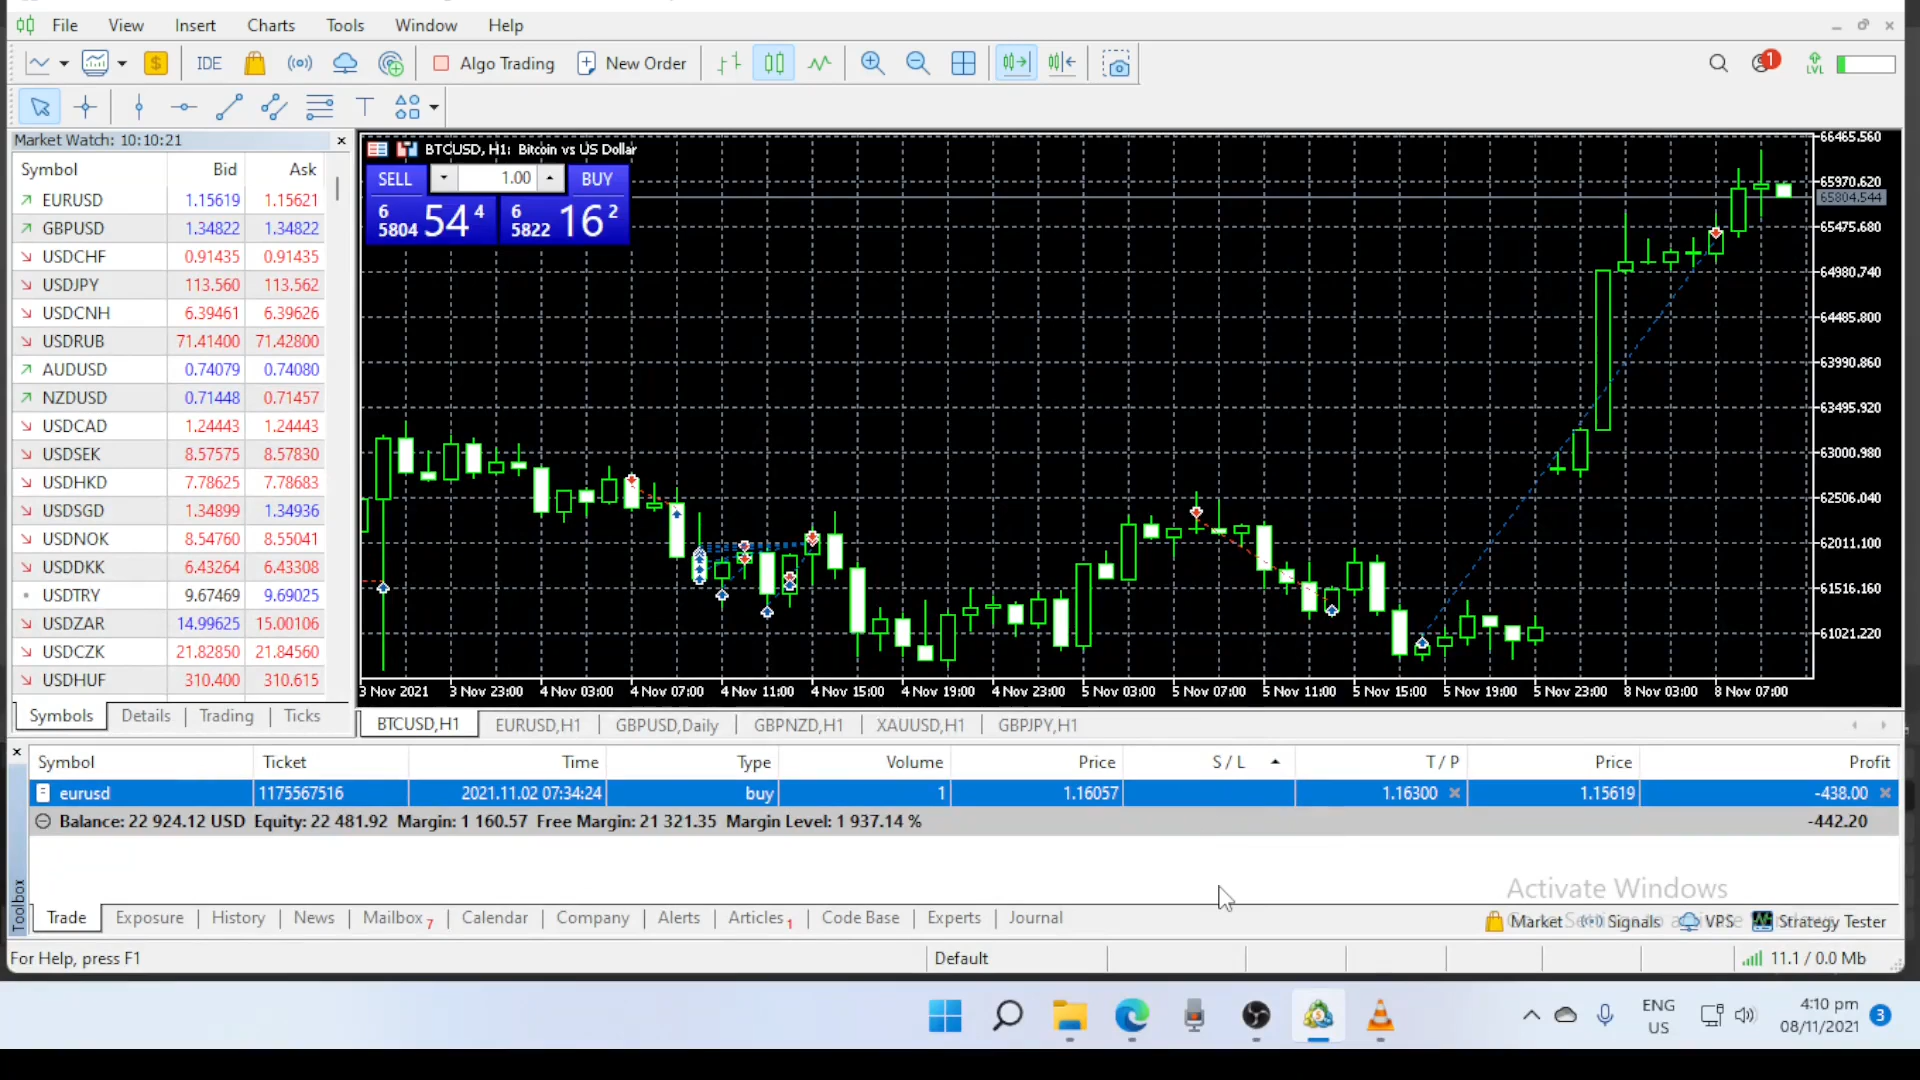 File View Insert Charts Tools Window Help
IDE Algo Trading New Order 1 LVL
Market Watch: 10:10:21
Symbol Bid Ask
EURUSD 1.15619 1.15621
GBPUSD 1.34822 1.34822
USDCHF 0.91435 0.91435
USDJPY 113.560 113.562
USDCNH 6.39461 6.39626
USDRUB 71.41400 71.42800
AUDUSD 0.74079 0.74080
NZDUSD 0.71448 0.71457
USDCAD 1.24443 1.24443
USDSEK 8.57575 8.57830
USDHKD 7.78625 7.78683
USDSGD 1.34899 1.34936
USDNOK 8.54760 8.55041
USDDKK 6.43264 6.43308
USDTRY 9.67469 9.69025
USDZAR 14.99625 15.00106
USDCZK 21.82850 21.84560
USDHUF 310.400 310.615
Symbols Details Trading Ticks
BTCUSD, H1: Bitcoin vs US Dollar
SELL 1.00 BUY
6 5804 54 4 6 5822 16 2
66465.560
65970.620
65804.544
65475.680
64980.740
64485.800
63990.860
63495.920
63000.980
62506.040
62011.100
61516.160
61021.220
3 Nov 2021 3 Nov 23:00 4 Nov 03:00 4 Nov 07:00 4 Nov 11:00 4 Nov 15:00 4 Nov 19:00 4 Nov 23:00 5 Nov 03:00 5 Nov 07:00 5 Nov 11:00 5 Nov 15:00 5 Nov 19:00 5 Nov 23:00 8 Nov 03:00 8 Nov 07:00
BTCUSD,H1 EURUSD,H1 GBPUSD,Daily GBPNZD,H1 XAUUSD,H1 GBPJPY,H1
Symbol Ticket Time Type Volume Price S / L T / P Price Profit
eurusd 1175567516 2021.11.02 07:34:24 buy 1 1.16057 1.16300 1.15619 -438.00
Balance: 22 924.12 USD Equity: 22 481.92 Margin: 1 160.57 Free Margin: 21 321.35 Margin Level: 1 937.14 % -442.20
Toolbox
Activate Windows
Trade Exposure History News Mailbox 7 Calendar Company Alerts Articles 1 Code Base Experts Journal
Market Signals VPS Strategy Tester
For Help, press F1 Default 11.1 / 0.0 Mb
ENG
US
4:10 pm
08/11/2021
3